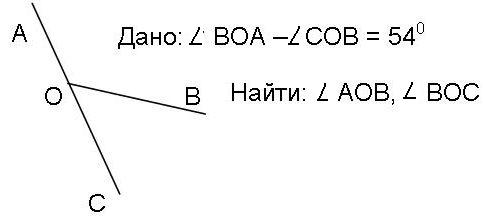 A
Дано: ∠ BOA –∠COB = 54⁰
O
B
Найти: ∠ AOB, ∠ BOC
C